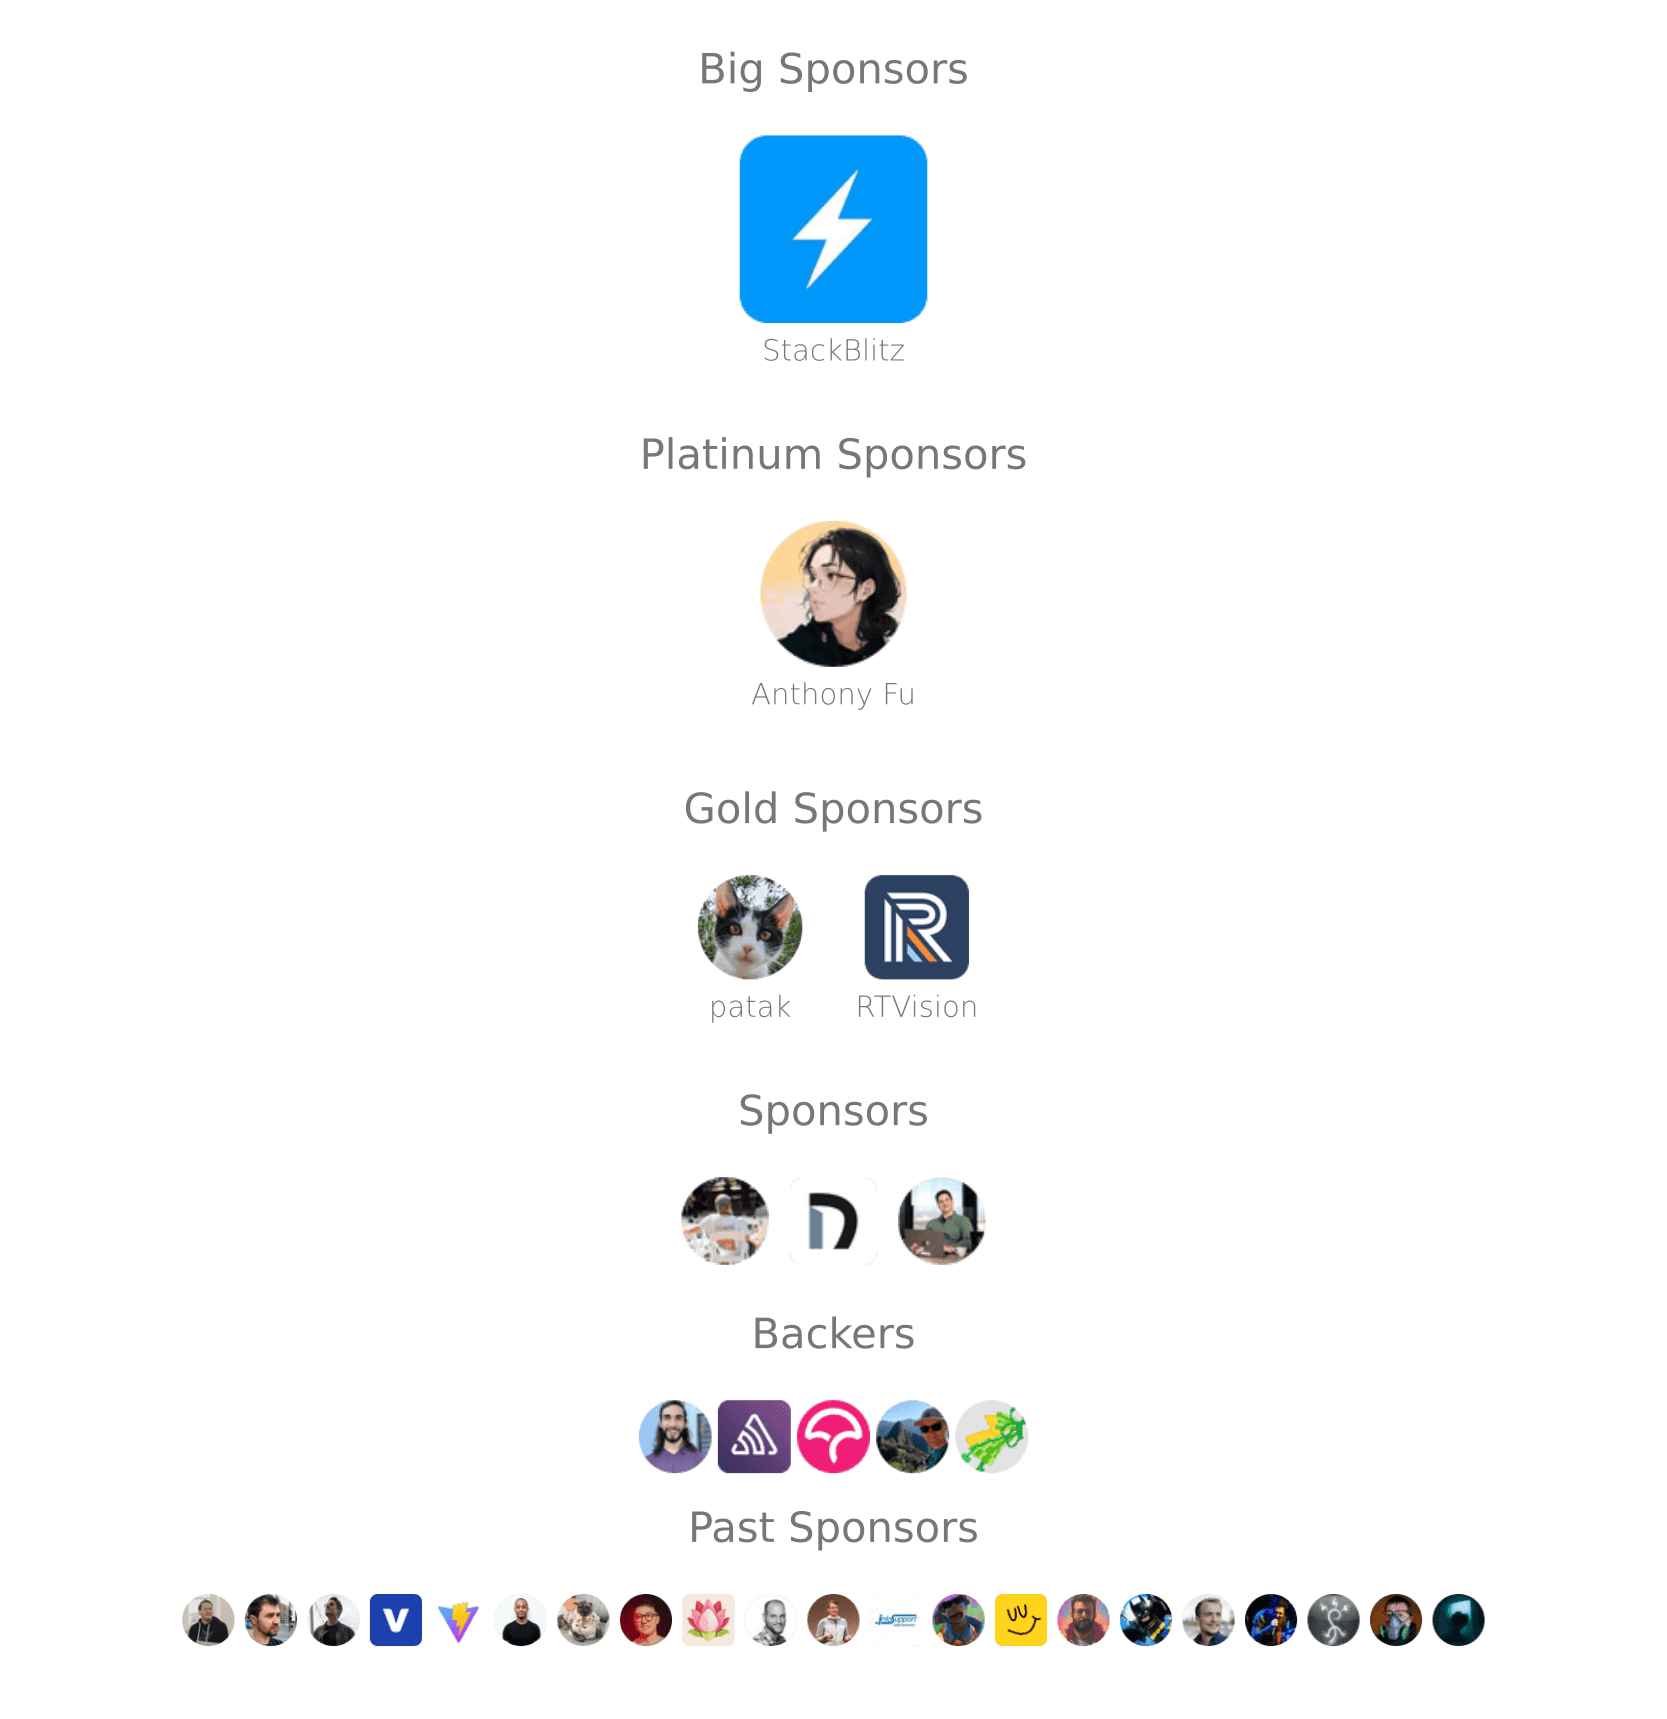 Big Sponsors
StackBlitz
Platinum Sponsors
Anthony Fu
Gold Sponsors
patak
RTVision
Sponsors
Backers
Past Sponsors
V